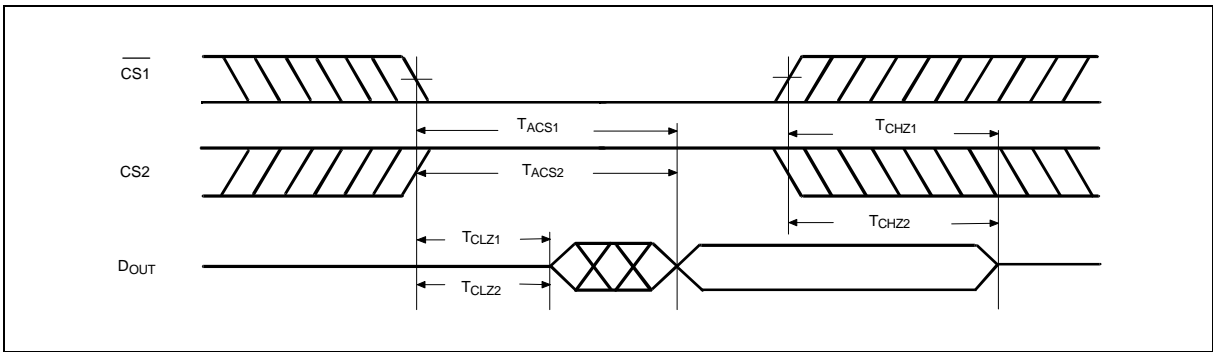 CS1
TACS1
TCHZ1
CS2
TACS2
TCHZ2
TCLZ1
DOUT
TCLZ2